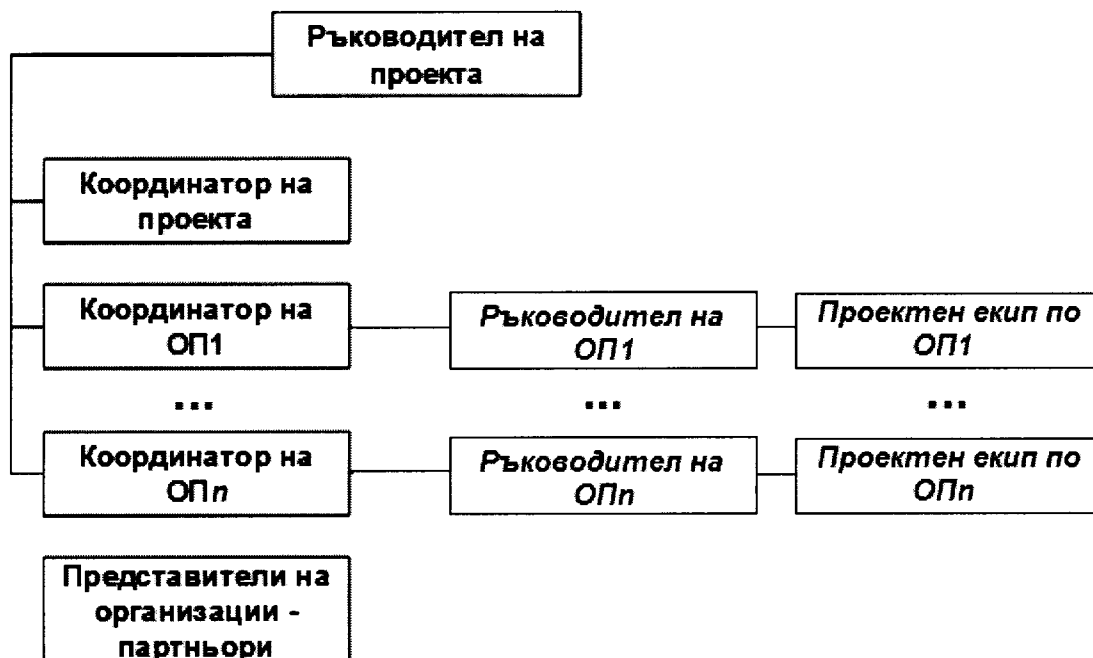 Ръководител на
проекта
Координатор на
проекта
Координатор на
ОП1
Ръководител на
ОП1
Проектен екип по
ОП1
...
...
...
Координатор на
ОПn
Ръководител на
ОПn
Проектен екип по
ОПn
Представители на
организации -
партньори